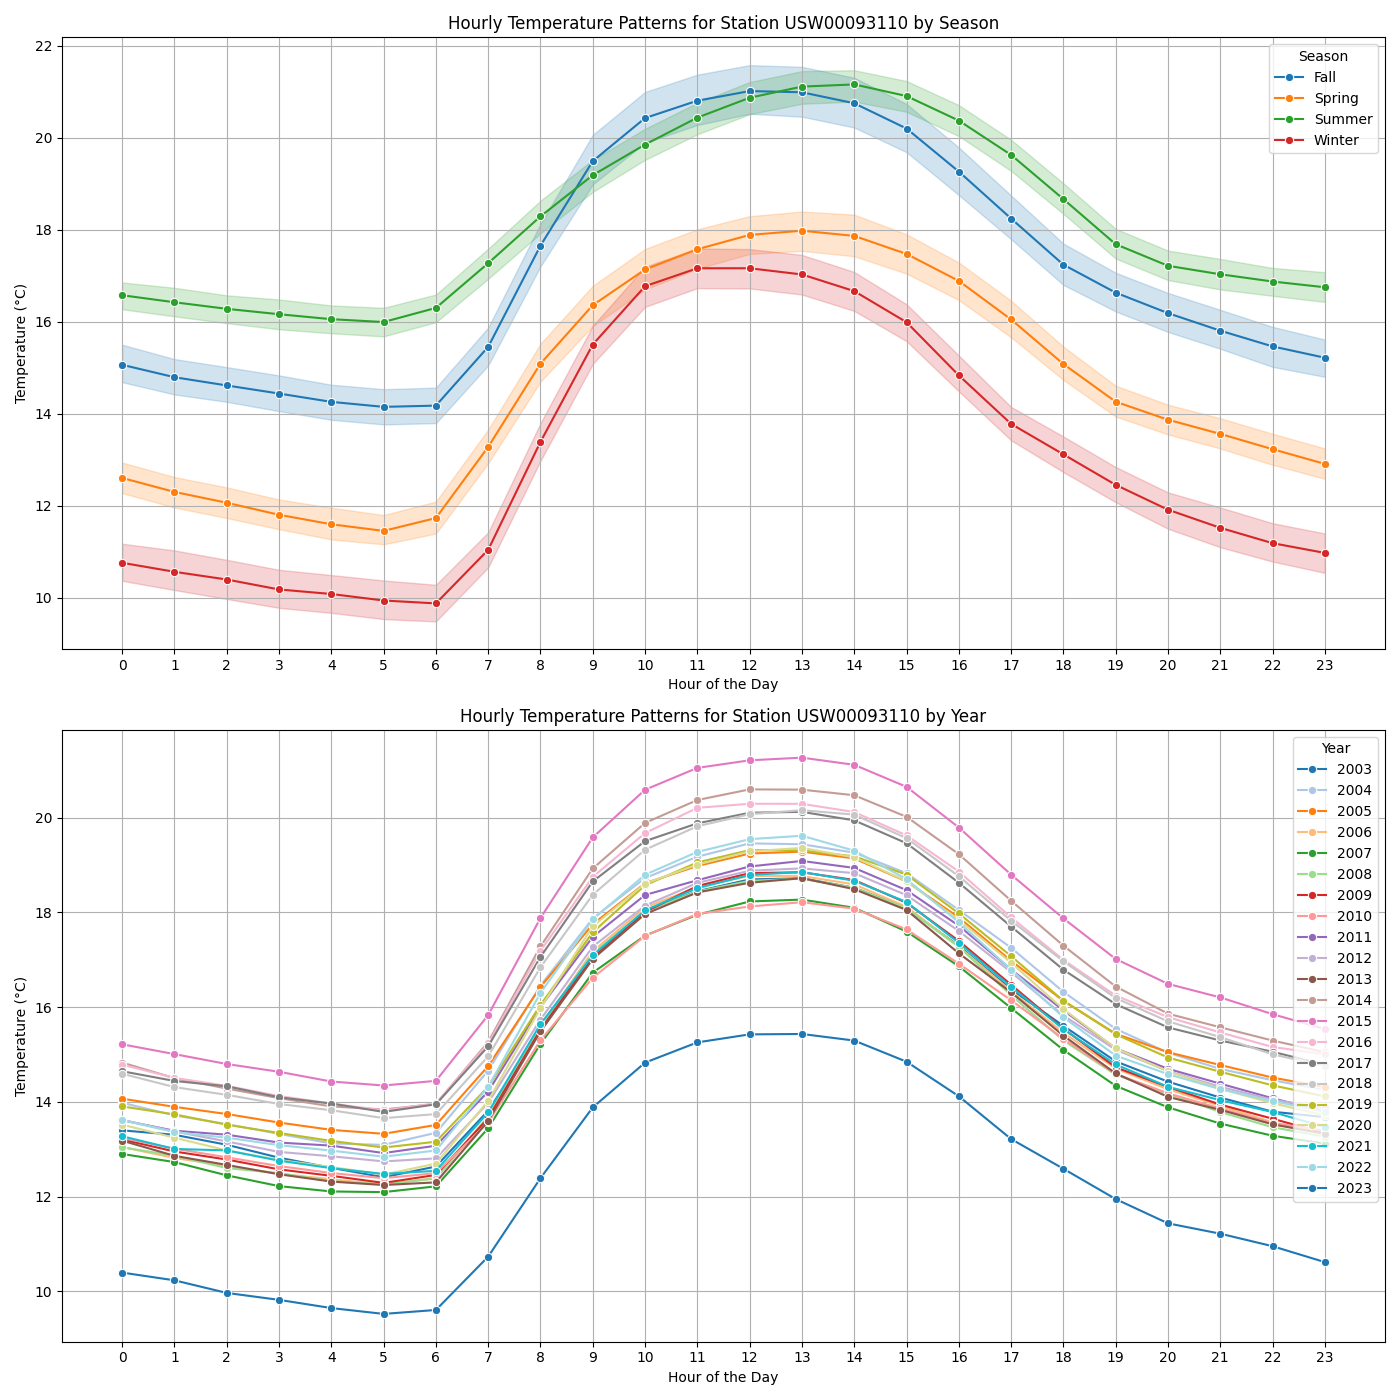 Hourly Temperature Patterns for Station USW00093110 by Season
Season
Fall
Spring
Summer
Winter
Temperature (°C)
22
20
18
16
14
12
10
0 1 2 3 4 5 6 7 8 9 10 11 12 13 14 15 16 17 18 19 20 21 22 23
Hour of the Day
Hourly Temperature Patterns for Station USW00093110 by Year
Year
2003
2004
2005
2006
2007
2008
2009
2010
2011
2012
2013
2014
2015
2016
2017
2018
2019
2020
2021
2022
2023
Temperature (°C)
20
18
16
14
12
10
0 1 2 3 4 5 6 7 8 9 10 11 12 13 14 15 16 17 18 19 20 21 22 23
Hour of the Day